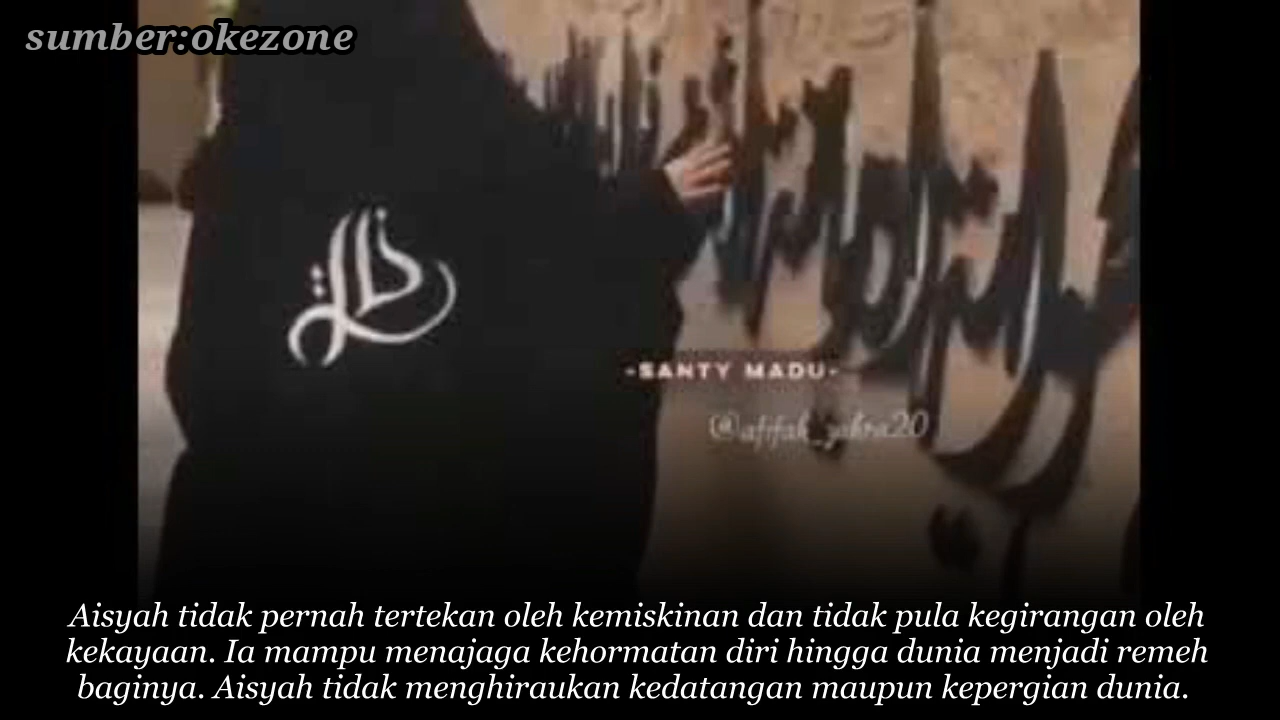 sumber:okezone
-SANTY MADU-
Aisyah tidak pernah tertekan oleh kemiskinan dan tidak pula kegirangan oleh
kekayaan. Ia mampu menajaga kehormatan diri hingga dunia menjadi remeh
baginya. Aisyah tidak menghiraukan kedatangan maupun kepergian dunia.